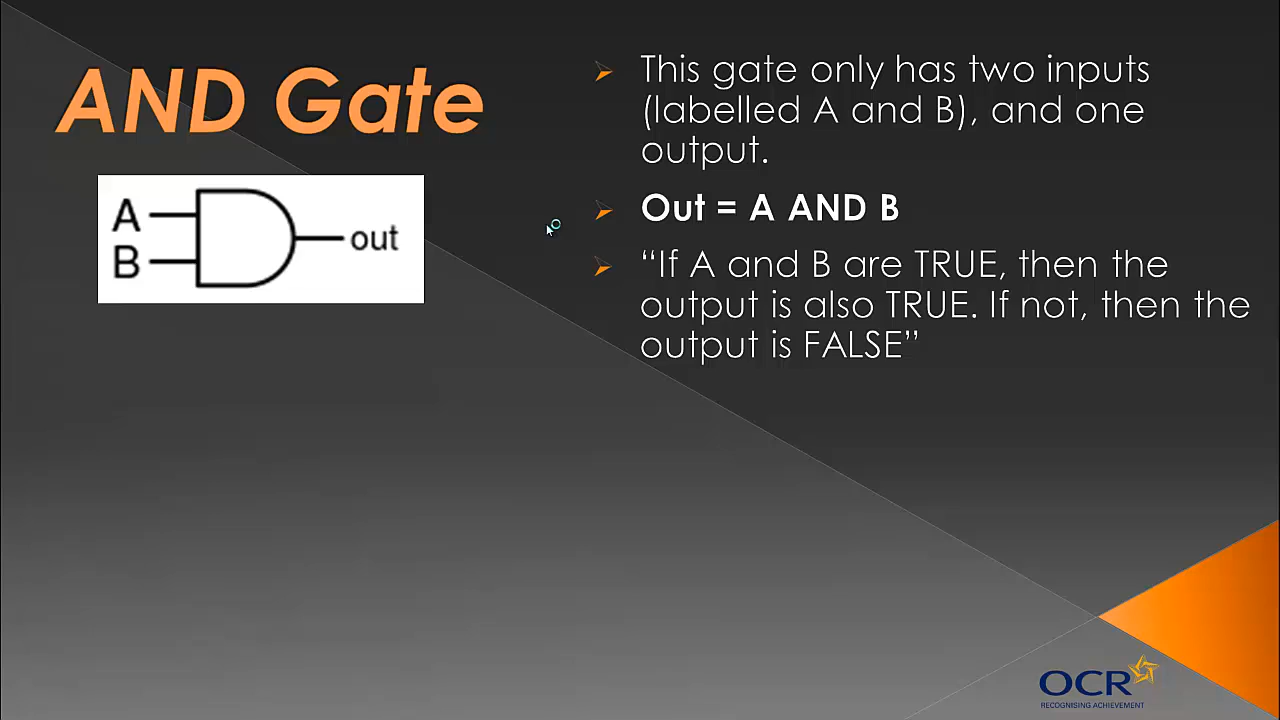 AND Gate
A
B
out
This gate only has two inputs
(labelled A and B), and one
output.
Out = A AND B
“If A and B are TRUE, then the
output is also TRUE. If not, then the
output is FALSE”
OCR
RECOGNISING ACHIEVEMENT